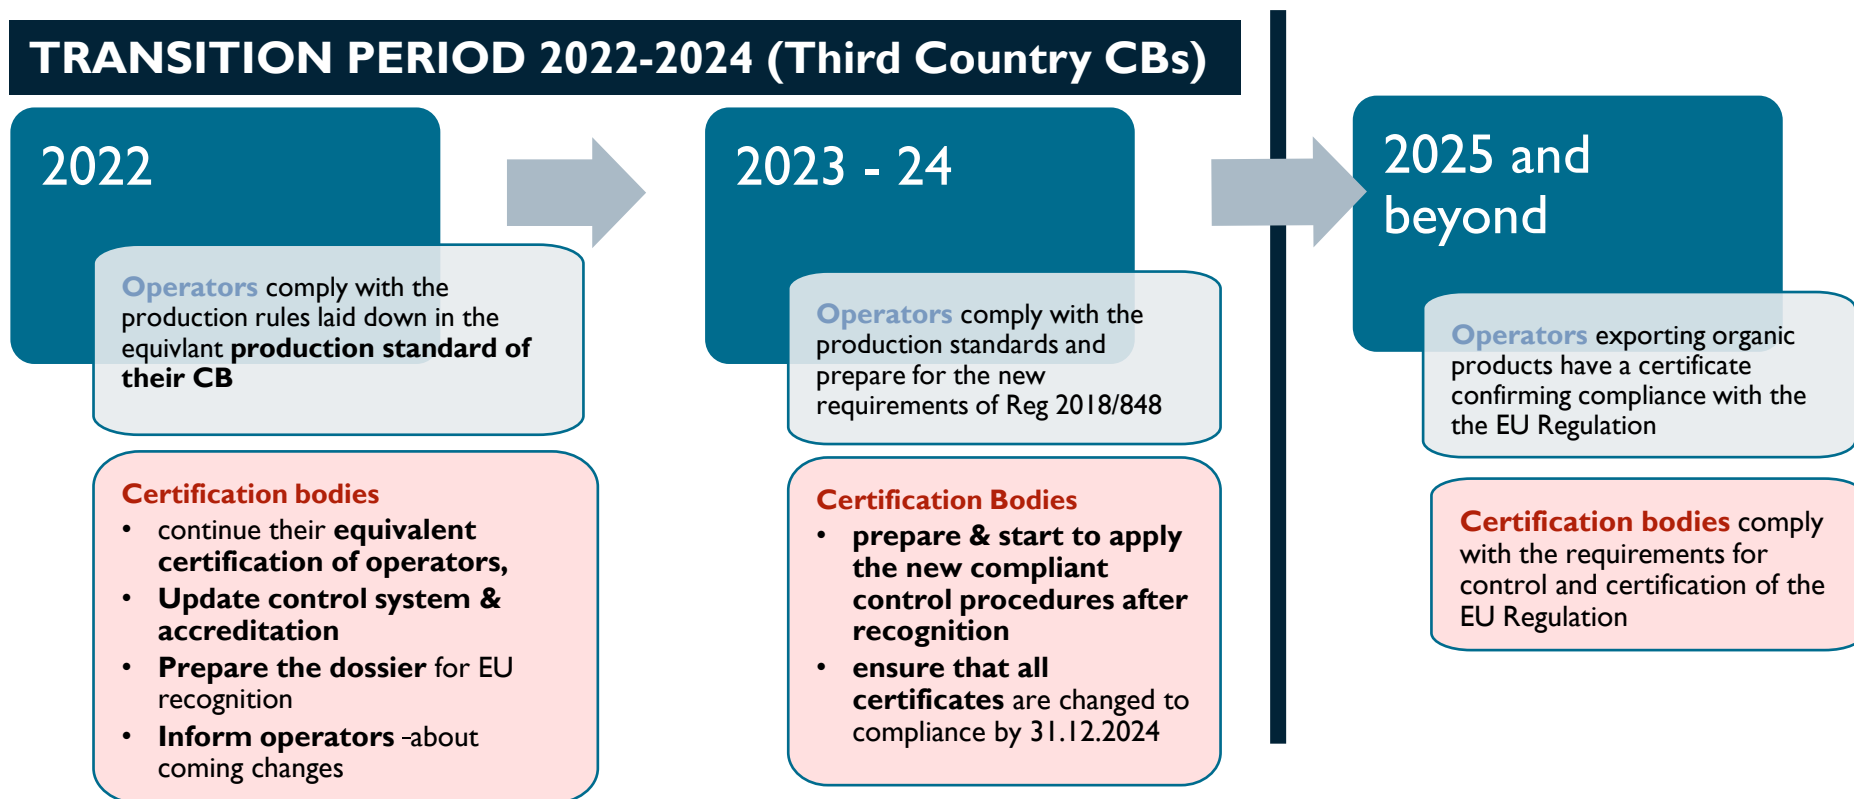 TRANSITION PERIOD 2022-2024 (Third Country CBs)
2022
Operators comply with the
production rules laid down in the
equivlant production standard of
their CB
Certification bodies
• continue their equivalent
certification of operators,
• Update control system &
accreditation
• Prepare the dossier for EU
recognition
• Inform operators -about
coming changes
2023 - 24
Operators comply with the
production standards and
prepare for the new
requirements of Reg 2018/848
Certification Bodies
• prepare & start to apply
the new compliant
control procedures after
recognition
• ensure that all
certificates are changed to
compliance by 31.12.2024
2025 and
beyond
Operators exporting organic
products have a certificate
confirming compliance with the
the EU Regulation
Certification bodies comply
with the requirements for
control and certification of the
EU Regulation